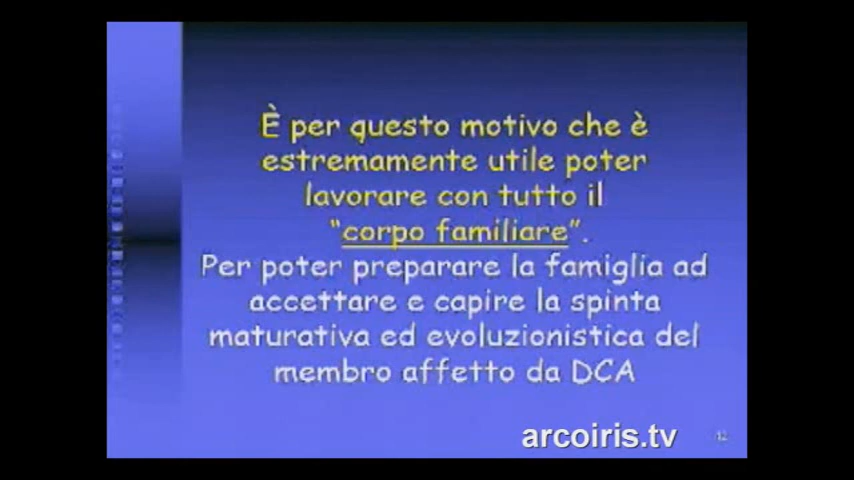 È per questo motivo che è
estremamente utile poter
lavorare con tutto il
“corpo familiare”.
Per poter preparare la famiglia ad
accettare e capire la spinta
maturativa ed evoluzionistica del
membro affetto da DCA
arcoiris.tv